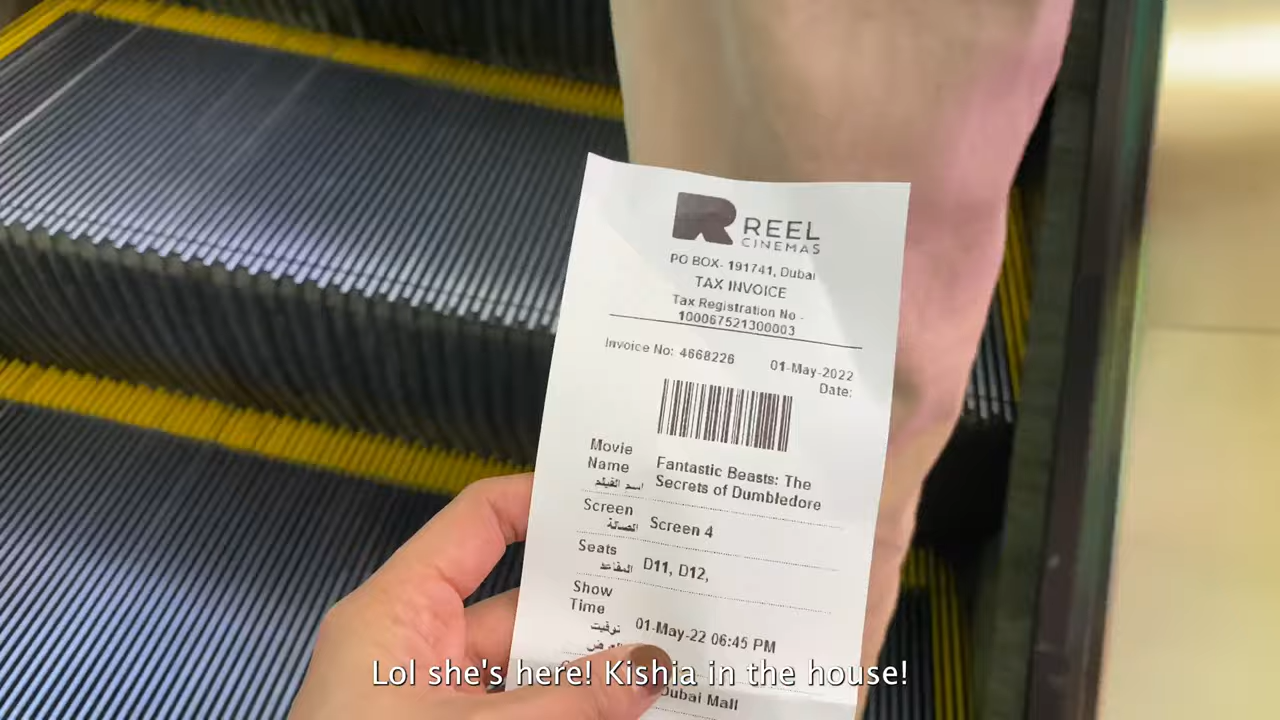 REEL
CINEMAS
PO BOX- 191741, Dubai
TAX INVOICE
Tax Registration No -
100067521300003
Invoice No: 4668226 01-May-2022
Date:
Movie
Name Fantastic Beasts: The
اسم الفيلم Secrets of Dumbledore
Screen Screen 4
الصالة
Seats D11, D12,
المقاعد
Show
Time 01-May-22 06:45 PM
توقيت
العرض
Dubai Mall
Lol she's here! Kishia in the house!